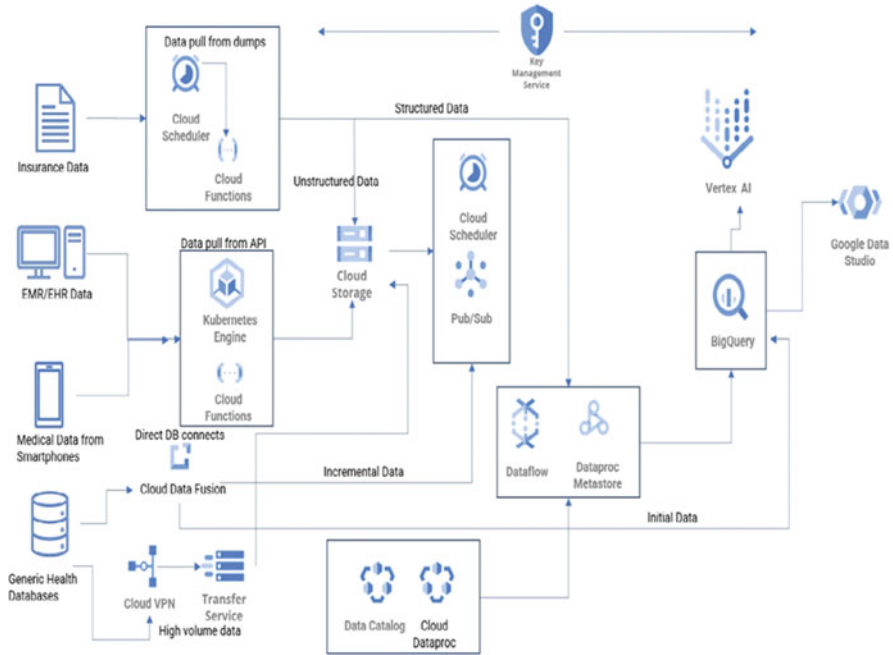 Data pull from dumps
Cloud
Scheduler
Cloud
Functions
Key
Management
Service
Structured Data
Insurance Data
Unstructured Data
Cloud
Scheduler
Pub/Sub
Vertex AI
Google Data
Studio
Data pull from API
EMR/EHR Data
Kubernetes
Engine
Cloud
Functions
Cloud
Storage
BigQuery
Medical Data from
Smartphones
Direct DB connects
Cloud Data Fusion
Incremental Data
Dataflow
Dataproc
Metastore
Initial Data
Generic Health
Databases
Cloud VPN
Transfer
Service
High volume data
Data Catalog
Cloud
Dataproc